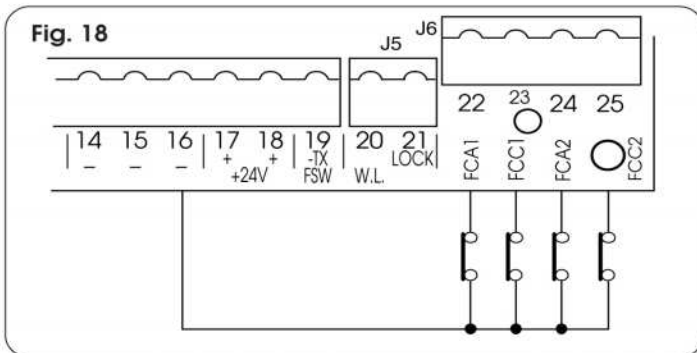 Fig. 18
J5
J6
14 15 16 17 18 19 20 21 22 23 24 25
– – – + + -TX LOCK
+24V FSW W.L.
FCA1 FCC1 FCA2 FCC2